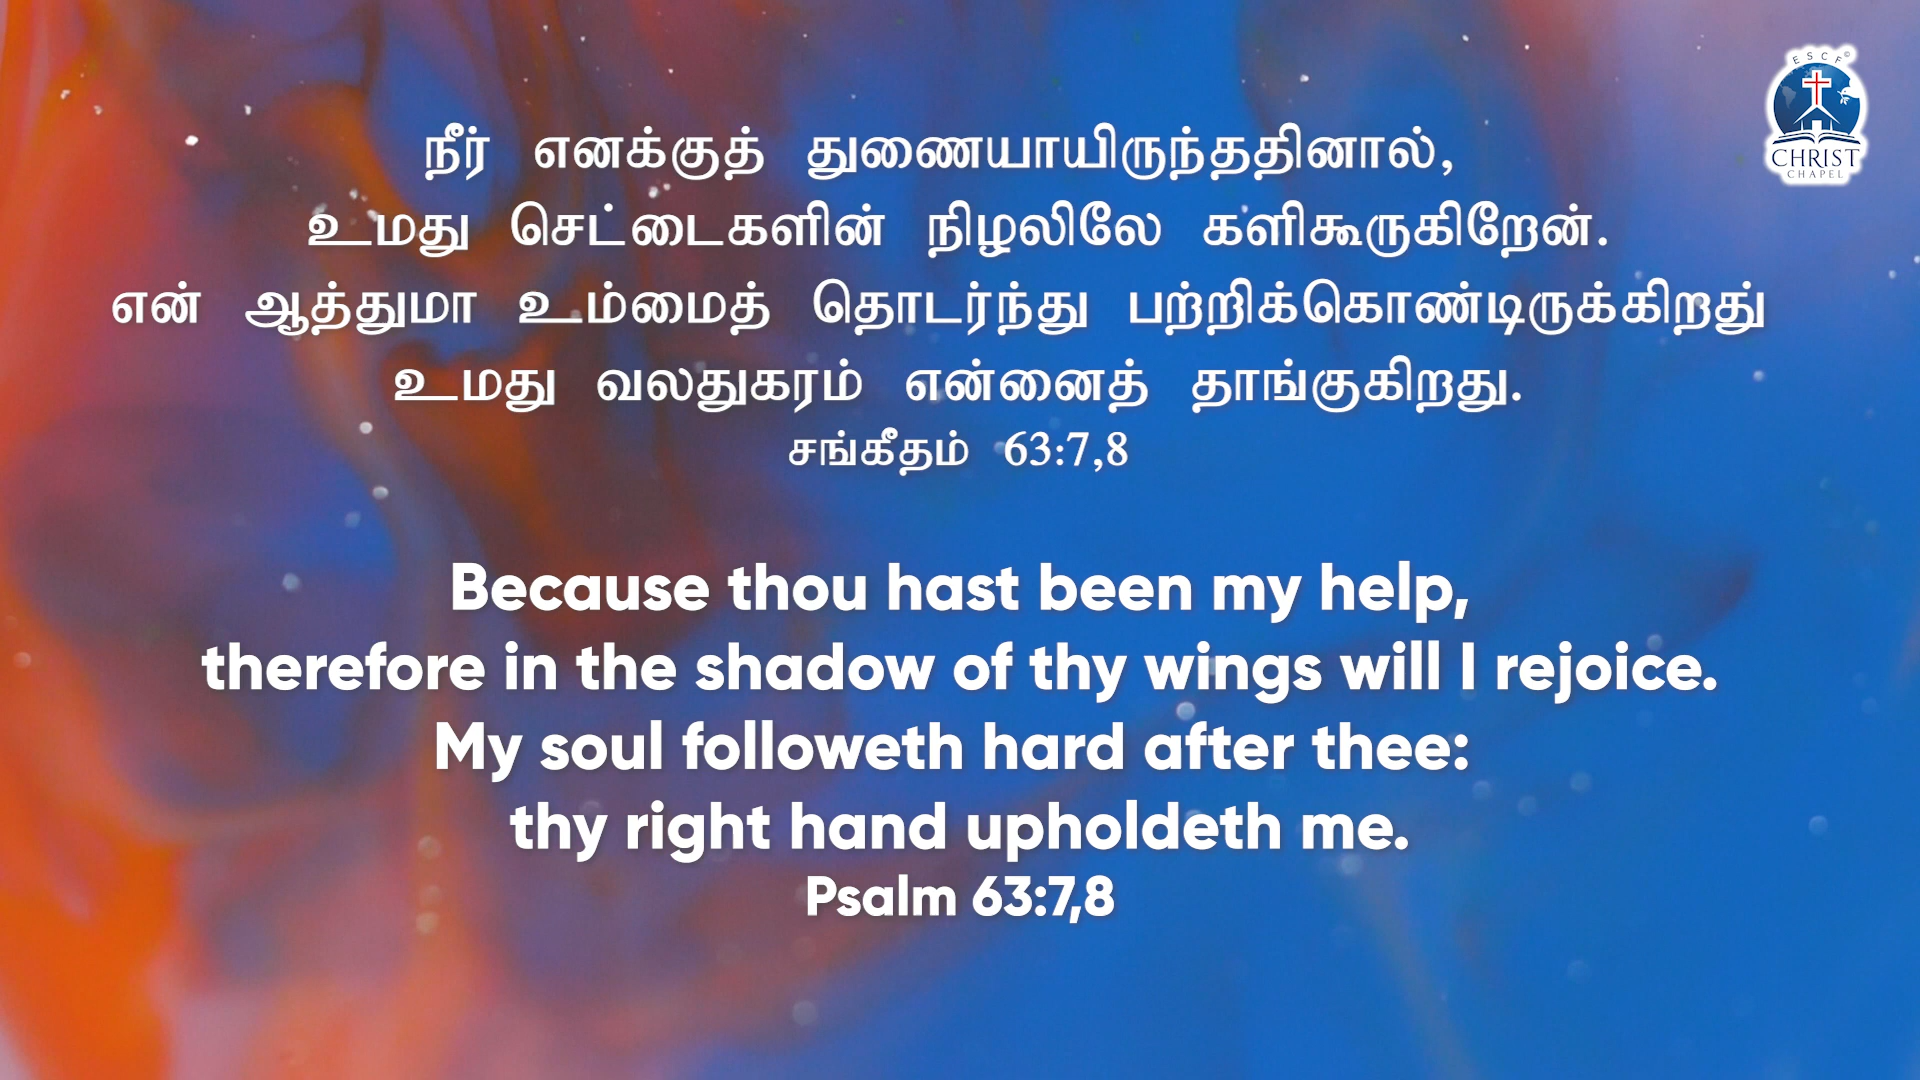 E S C F ©
CHRIST
CHAPEL
நீர் எனக்குத் துணையாயிருந்ததினால்,
உமது செட்டைகளின் நிழலிலே களிகூருகிறேன்.
என் ஆத்துமா உம்மைத் தொடர்ந்து பற்றிக்கொண்டிருக்கிறது
உமது வலதுகரம் என்னைத் தாங்குகிறது.
சங்கீதம் 63:7,8
Because thou hast been my help,
therefore in the shadow of thy wings will I rejoice.
My soul followeth hard after thee:
thy right hand upholdeth me.
Psalm 63:7,8